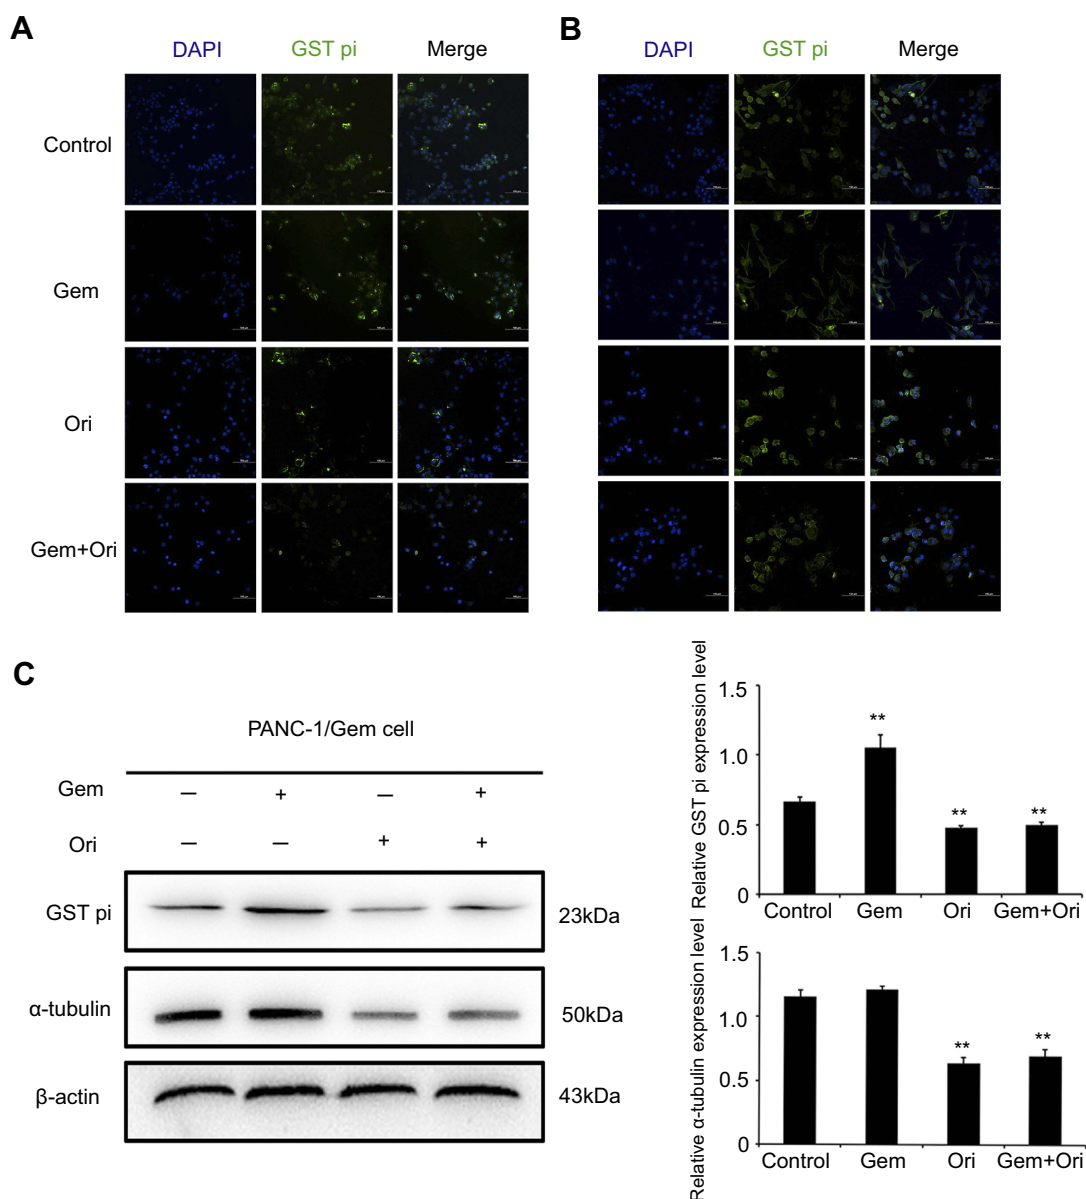 A
B
DAPI GST pi Merge
DAPI GST pi Merge
Control
Gem
Ori
Gem+Ori
C
PANC-1/Gem cell
Gem — + — +
Ori — — + +
GST pi 23kDa
α-tubulin 50kDa
β-actin 43kDa
Relative GST pi expression level
1.5
1.0
0.5
0
**
**
**
Control Gem Ori Gem+Ori
Relative α-tubulin expression level
1.5
1.0
0.5
0
**
**
Control Gem Ori Gem+Ori